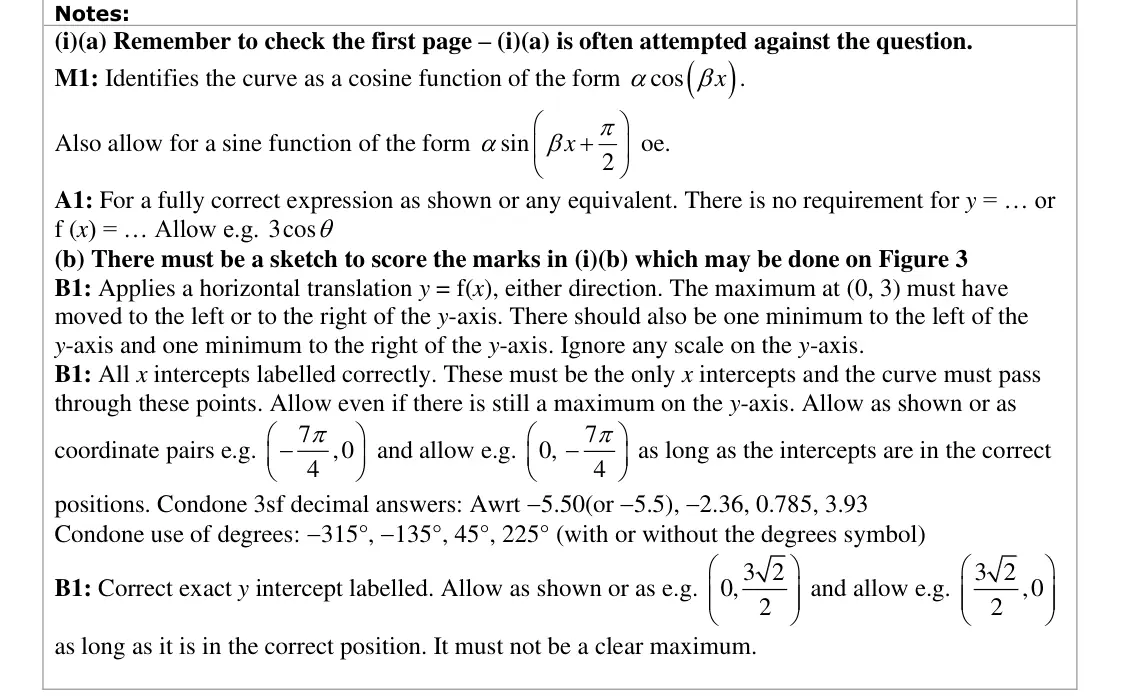 Notes:
(i)(a) Remember to check the first page – (i)(a) is often attempted against the question.
M1: Identifies the curve as a cosine function of the form α cos(βx).
Also allow for a sine function of the form α sin(βx + π/2) oe.
A1: For a fully correct expression as shown or any equivalent. There is no requirement for y = … or
f (x) = … Allow e.g. 3cosθ
(b) There must be a sketch to score the marks in (i)(b) which may be done on Figure 3
B1: Applies a horizontal translation y = f(x), either direction. The maximum at (0, 3) must have
moved to the left or to the right of the y-axis. There should also be one minimum to the left of the
y-axis and one minimum to the right of the y-axis. Ignore any scale on the y-axis.
B1: All x intercepts labelled correctly. These must be the only x intercepts and the curve must pass
through these points. Allow even if there is still a maximum on the y-axis. Allow as shown or as
coordinate pairs e.g. (−7π/4, 0) and allow e.g. (0, −7π/4) as long as the intercepts are in the correct
positions. Condone 3sf decimal answers: Awrt –5.50(or –5.5), –2.36, 0.785, 3.93
Condone use of degrees: –315°, –135°, 45°, 225° (with or without the degrees symbol)
B1: Correct exact y intercept labelled. Allow as shown or as e.g. (0, 3√2/2) and allow e.g. (3√2/2, 0)
as long as it is in the correct position. It must not be a clear maximum.